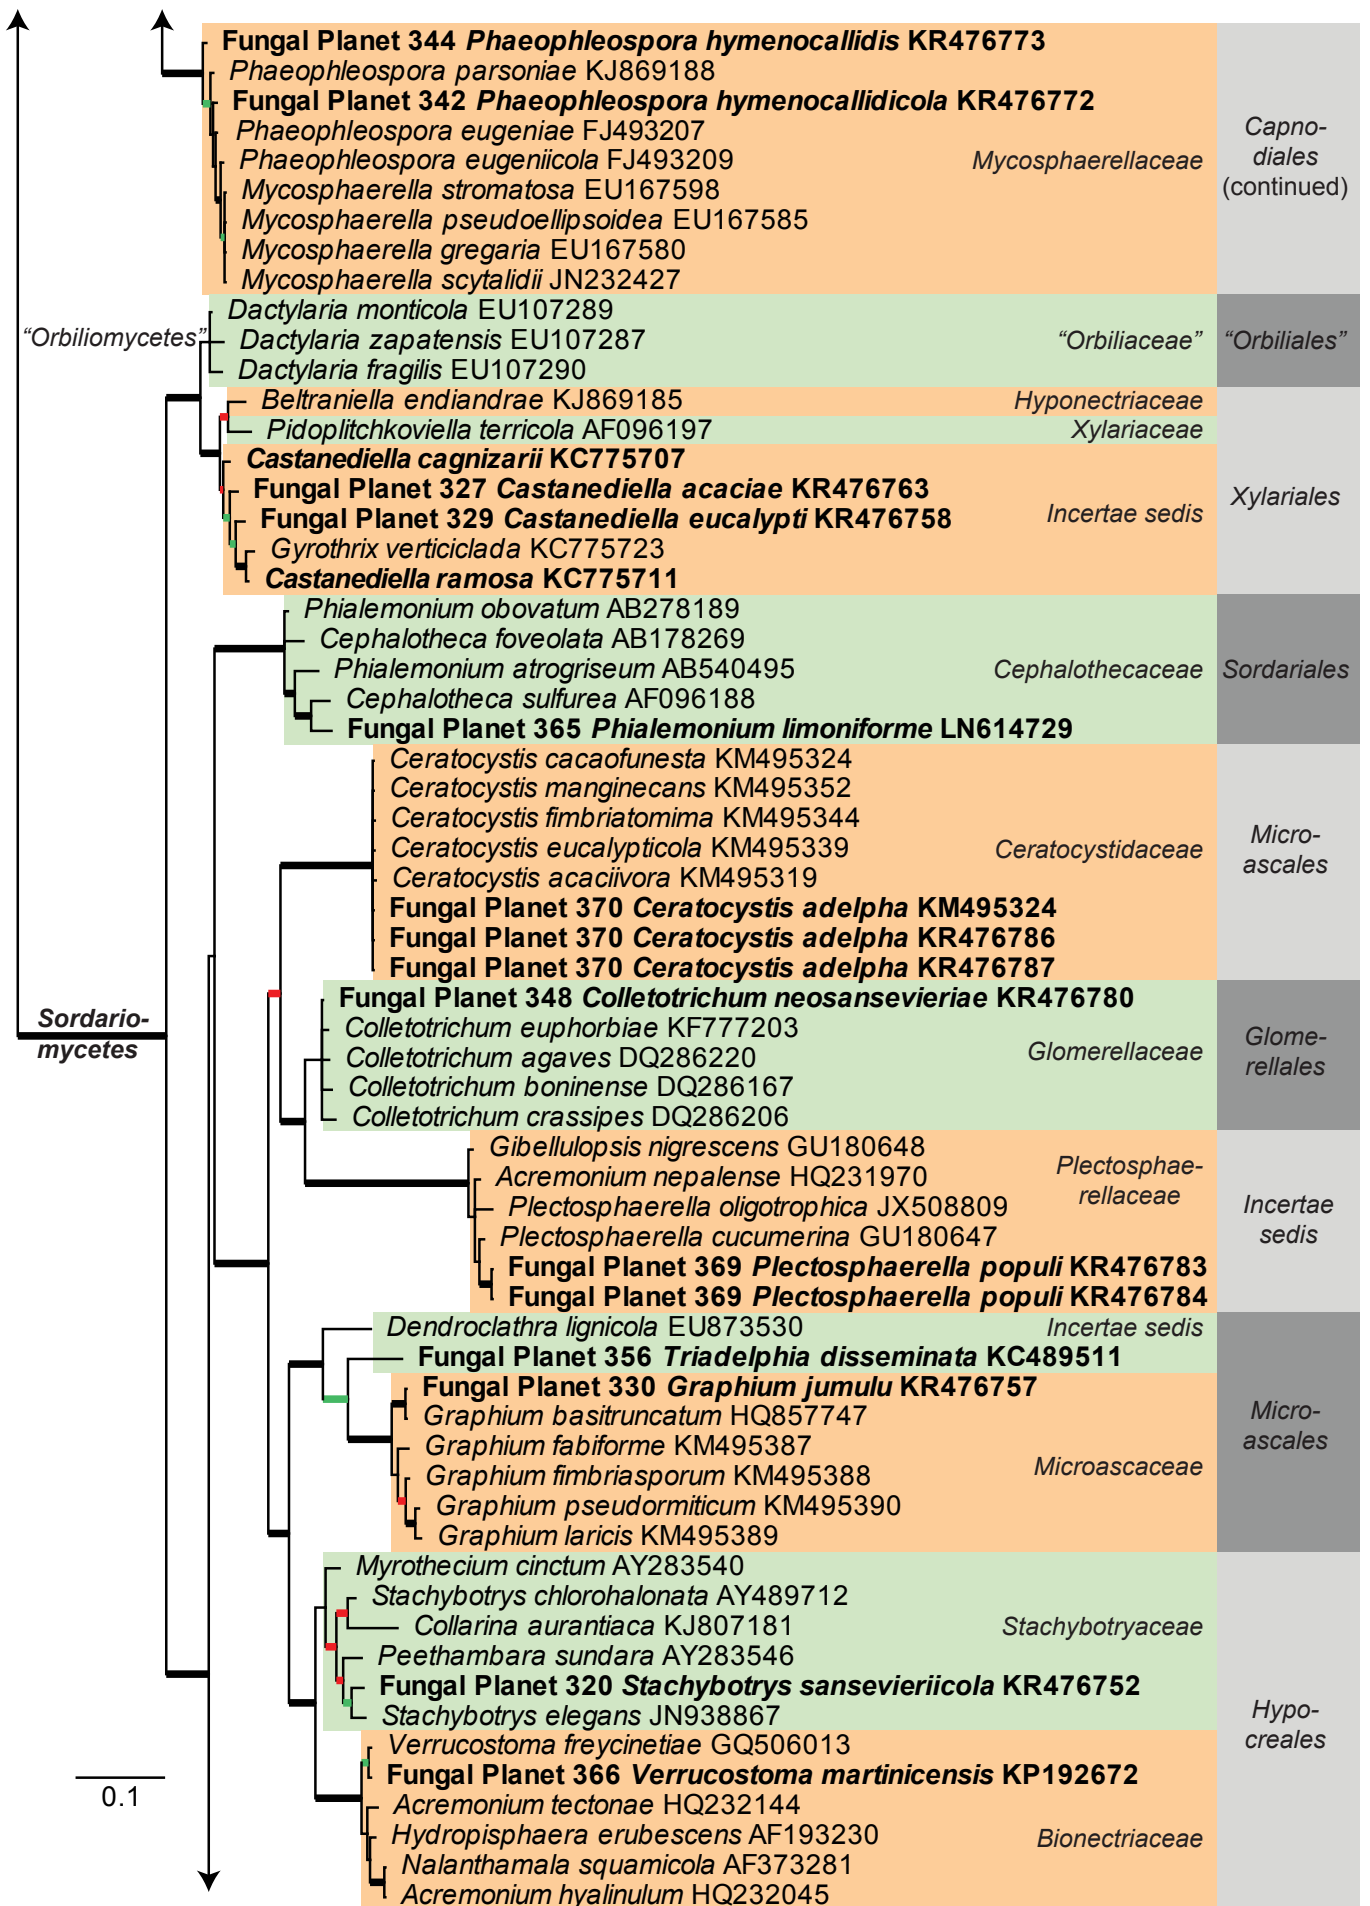 Fungal Planet 344 Phaeophleospora hymenocallidis KR476773
Phaeophleospora parsoniae KJ869188
Fungal Planet 342 Phaeophleospora hymenocallidicola KR476772
Phaeophleospora eugeniae FJ493207
Phaeophleospora eugeniicola FJ493209
Mycosphaerella stromatosa EU167598
Mycosphaerella pseudoellipsoidea EU167585
Mycosphaerella gregaria EU167580
Mycosphaerella scytalidii JN232427
Mycosphaerellaceae
Capno-
diales
(continued)
"Orbiliomycetes"
Dactylaria monticola EU107289
Dactylaria zapatensis EU107287
Dactylaria fragilis EU107290
"Orbiliaceae"
"Orbiliales"
Beltraniella endiandrae KJ869185
Hyponectriaceae
Pidoplitchkoviella terricola AF096197
Xylariaceae
Castanediella cagnizarii KC775707
Fungal Planet 327 Castanediella acaciae KR476763
Fungal Planet 329 Castanediella eucalypti KR476758
Gyrothrix verticiclada KC775723
Castanediella ramosa KC775711
Incertae sedis
Xylariales
Phialemonium obovatum AB278189
Cephalotheca foveolata AB178269
Phialemonium atrogriseum AB540495
Cephalotheca sulfurea AF096188
Fungal Planet 365 Phialemonium limoniforme LN614729
Cephalothecaceae
Sordariales
Ceratocystis cacaofunesta KM495324
Ceratocystis manginecans KM495352
Ceratocystis fimbriatomima KM495344
Ceratocystis eucalypticola KM495339
Ceratocystis acaciivora KM495319
Fungal Planet 370 Ceratocystis adelpha KM495324
Fungal Planet 370 Ceratocystis adelpha KR476786
Fungal Planet 370 Ceratocystis adelpha KR476787
Ceratocystidaceae
Micro-
ascales
Sordario-
mycetes
Fungal Planet 348 Colletotrichum neosansevieriae KR476780
Colletotrichum euphorbiae KF777203
Colletotrichum agaves DQ286220
Colletotrichum boninense DQ286167
Colletotrichum crassipes DQ286206
Glomerellaceae
Glome-
rellales
Gibellulopsis nigrescens GU180648
Acremonium nepalense HQ231970
Plectosphaerella oligotrophica JX508809
Plectosphaerella cucumerina GU180647
Fungal Planet 369 Plectosphaerella populi KR476783
Fungal Planet 369 Plectosphaerella populi KR476784
Plectosphae-
rellaceae
Incertae
sedis
Dendroclathra lignicola EU873530
Fungal Planet 356 Triadelphia disseminata KC489511
Incertae sedis
Fungal Planet 330 Graphium jumulu KR476757
Graphium basitruncatum HQ857747
Graphium fabiforme KM495387
Graphium fimbriasporum KM495388
Graphium pseudormiticum KM495390
Graphium laricis KM495389
Microascaceae
Micro-
ascales
Myrothecium cinctum AY283540
Stachybotrys chlorohalonata AY489712
Collarina aurantiaca KJ807181
Peethambara sundara AY283546
Fungal Planet 320 Stachybotrys sansevieriicola KR476752
Stachybotrys elegans JN938867
Stachybotryaceae
Verrucostoma freycinetiae GQ506013
Fungal Planet 366 Verrucostoma martinicensis KP192672
Acremonium tectonae HQ232144
Hydropisphaera erubescens AF193230
Nalanthamala squamicola AF373281
Acremonium hyalinulum HQ232045
Bionectriaceae
Hypo-
creales
0.1